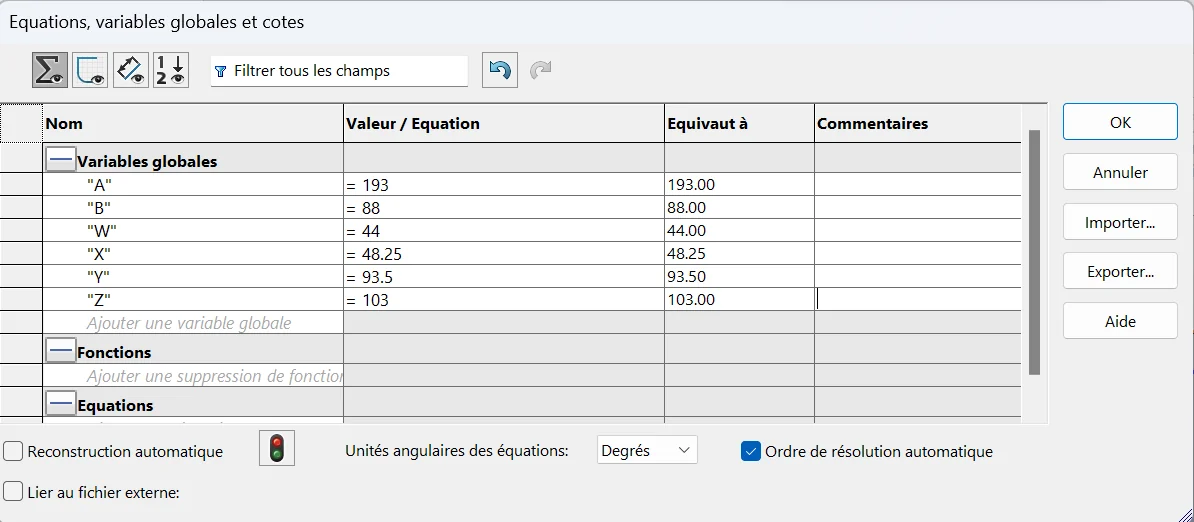 Equations, variables globales et cotes
Filtrer tous les champs
Nom Valeur / Equation Equivaut à Commentaires
Variables globales
"A" = 193 193.00
"B" = 88 88.00
"W" = 44 44.00
"X" = 48.25 48.25
"Y" = 93.5 93.50
"Z" = 103 103.00
Ajouter une variable globale
Fonctions
Ajouter une suppression de fonction
Equations
OK
Annuler
Importer...
Exporter...
Aide
Reconstruction automatique Unités angulaires des équations: Degrés Ordre de résolution automatique
Lier au fichier externe: